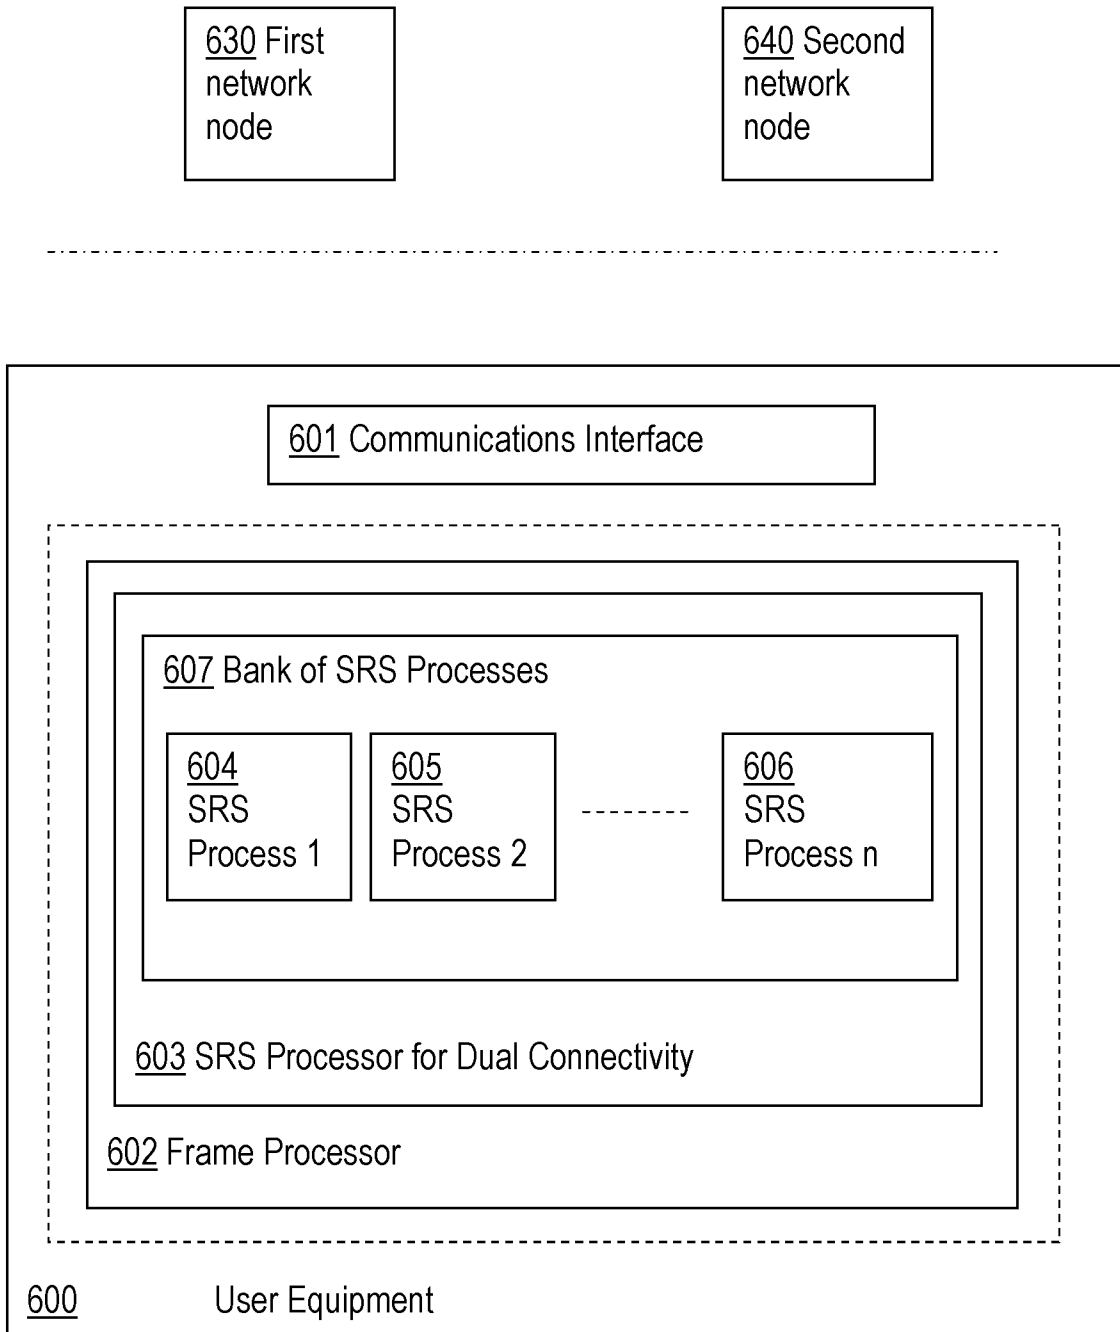 630 First
network
node
640 Second
network
node
601 Communications Interface
607 Bank of SRS Processes
604
SRS
Process 1
605
SRS
Process 2
606
SRS
Process n
603 SRS Processor for Dual Connectivity
602 Frame Processor
600 User Equipment